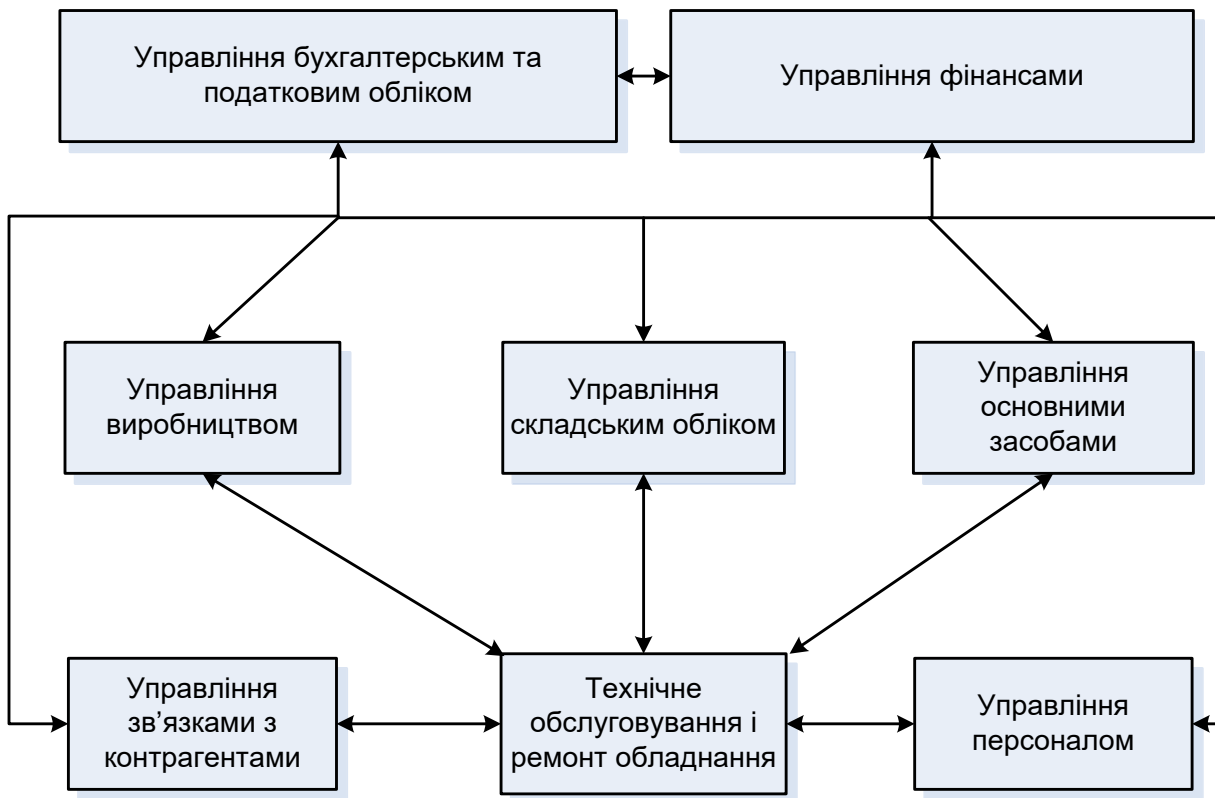 Управління бухгалтерським та
податковим обліком
Управління фінансами
Управління
виробництвом
Управління
складським обліком
Управління
основними
засобами
Управління
зв’язками з
контрагентами
Технічне
обслуговування і
ремонт обладнання
Управління
персоналом